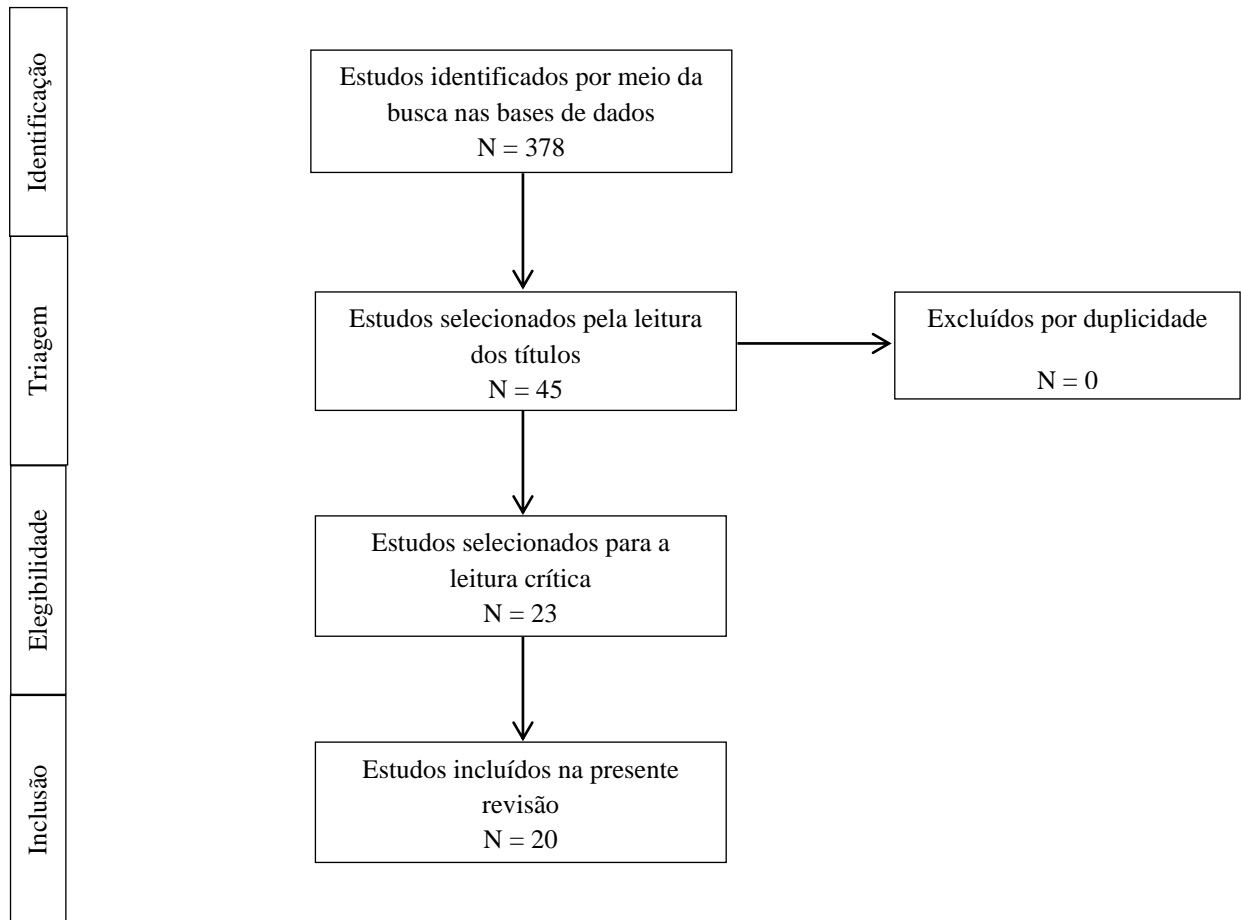 Identificação
Estudos identificados por meio da
busca nas bases de dados
N = 378
Triagem
Estudos selecionados pela leitura
dos títulos
N = 45
Excluídos por duplicidade
N = 0
Elegibilidade
Estudos selecionados para a
leitura crítica
N = 23
Inclusão
Estudos incluídos na presente
revisão
N = 20